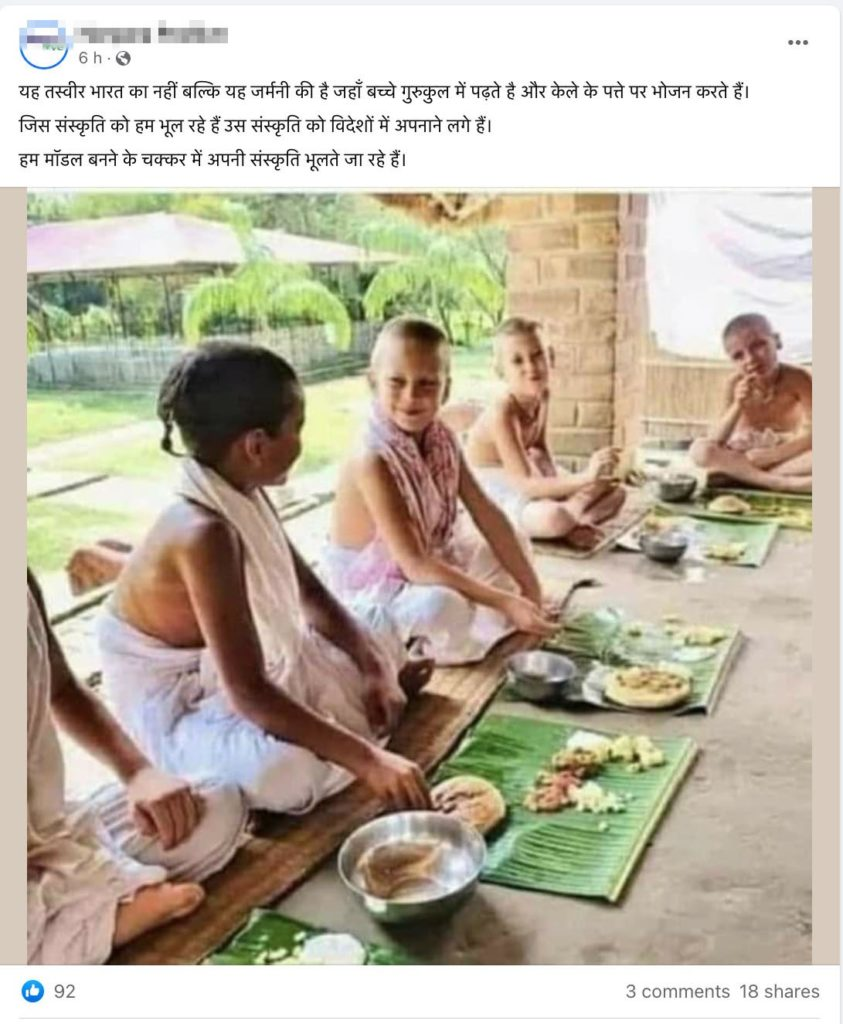 6 h ·
यह तस्वीर भारत का नहीं बल्कि यह जर्मनी की है जहाँ बच्चे गुरुकुल में पढ़ते है और केले के पत्ते पर भोजन करते हैं।
जिस संस्कृति को हम भूल रहे हैं उस संस्कृति को विदेशों में अपनाने लगे हैं।
हम मॉडल बनने के चक्कर में अपनी संस्कृति भूलते जा रहे हैं।
92
3 comments 18 shares